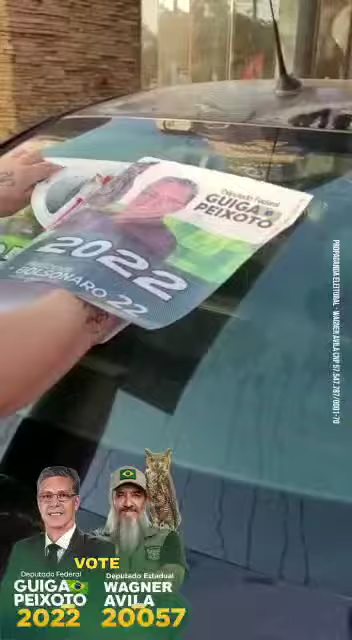 Deputado Federal
GUIGA
PEIXOTO
2022
BOLSONARO 22
PROPAGANDA ELEITORAL - WAGNER AVILA CNPJ 47.547.787/0001-70
VOTE
Deputado Federal
GUIGA
PEIXOTO
2022
Deputado Estadual
WAGNER
AVILA
20057